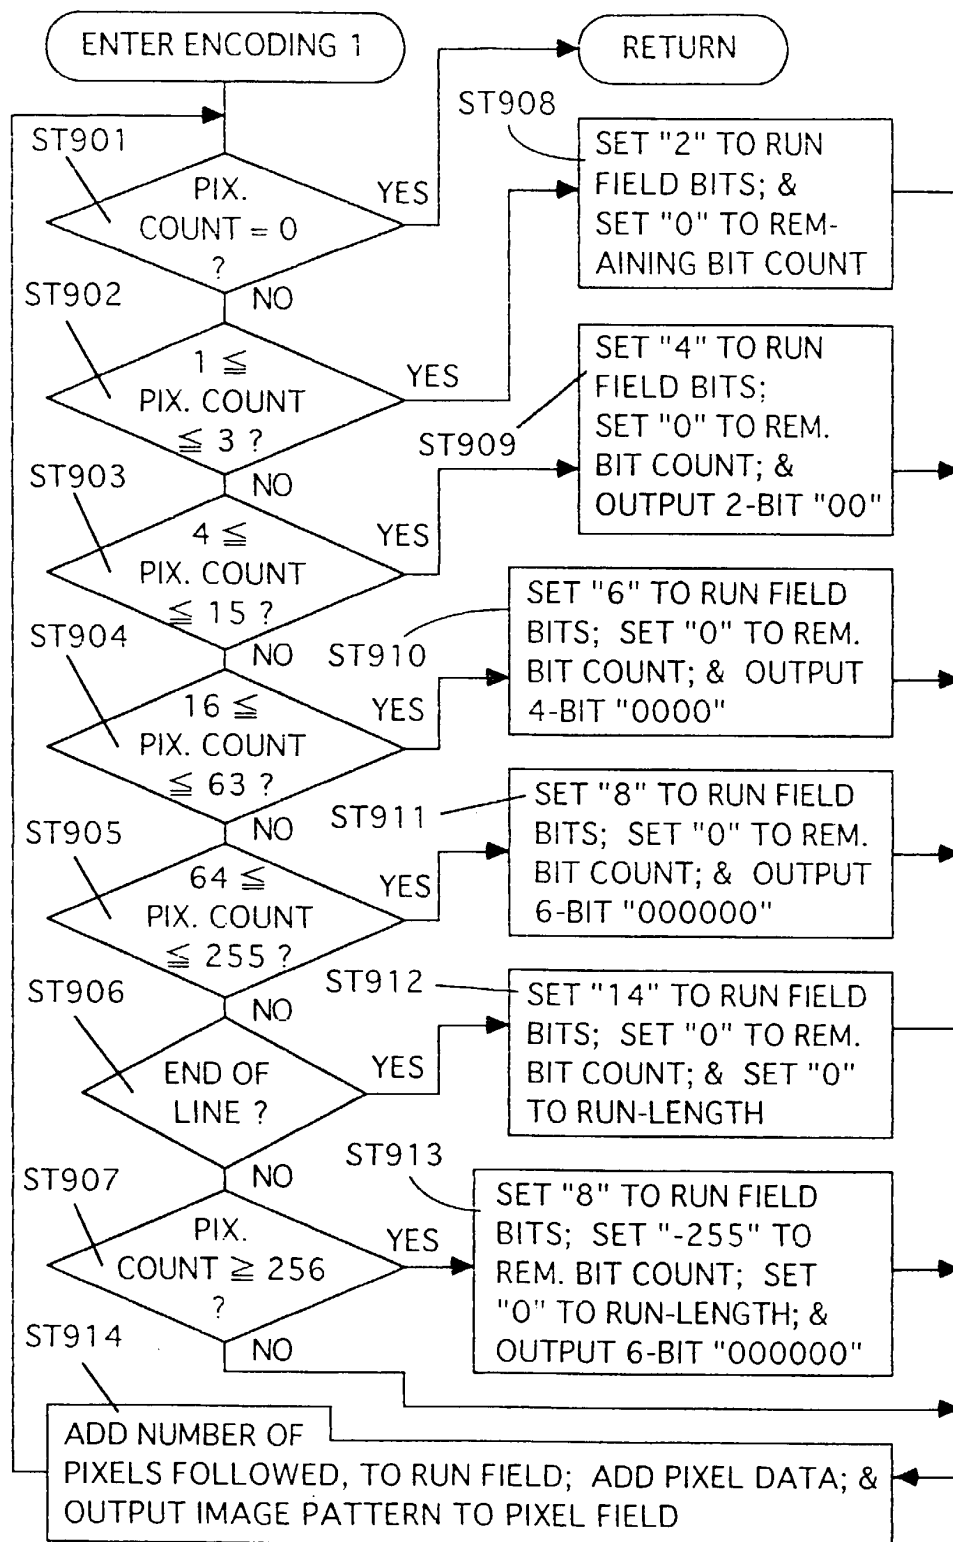 ENTER ENCODING 1
RETURN
ST901
PIX.
COUNT = 0
?
YES
NO
ST908
SET "2" TO RUN
FIELD BITS; &
SET "0" TO REM-
AINING BIT COUNT
ST902
1 ≦
PIX. COUNT
≦ 3 ?
YES
NO
ST909
SET "4" TO RUN
FIELD BITS;
SET "0" TO REM.
BIT COUNT; &
OUTPUT 2-BIT "00"
ST903
4 ≦
PIX. COUNT
≦ 15 ?
YES
NO
ST910
SET "6" TO RUN FIELD
BITS; SET "0" TO REM.
BIT COUNT; & OUTPUT
4-BIT "0000"
ST904
16 ≦
PIX. COUNT
≦ 63 ?
YES
NO
ST911
SET "8" TO RUN FIELD
BITS; SET "0" TO REM.
BIT COUNT; & OUTPUT
6-BIT "000000"
ST905
64 ≦
PIX. COUNT
≦ 255 ?
YES
NO
ST912
SET "14" TO RUN FIELD
BITS; SET "0" TO REM.
BIT COUNT; & SET "0"
TO RUN-LENGTH
ST906
END OF
LINE ?
YES
NO
ST913
SET "8" TO RUN FIELD
BITS; SET "-255" TO
REM. BIT COUNT; SET
"0" TO RUN-LENGTH; &
OUTPUT 6-BIT "000000"
ST907
PIX.
COUNT ≧ 256
?
YES
NO
ST914
ADD NUMBER OF
PIXELS FOLLOWED, TO RUN FIELD; ADD PIXEL DATA; &
OUTPUT IMAGE PATTERN TO PIXEL FIELD